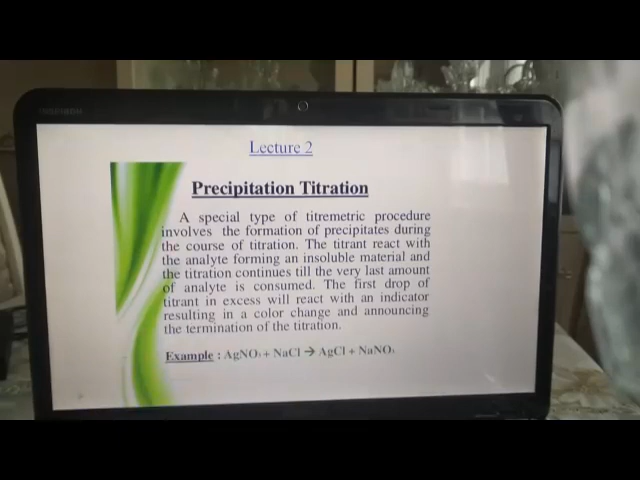 Lecture 2
Precipitation Titration
A special type of titremetric procedure
involves the formation of precipitates during
the course of titration. The titrant react with
the analyte forming an insoluble material and
the titration continues till the very last amount
of analyte is consumed. The first drop of
titrant in excess will react with an indicator
resulting in a color change and announcing
the termination of the titration.
Example : AgNO₃ + NaCl → AgCl + NaNO₃